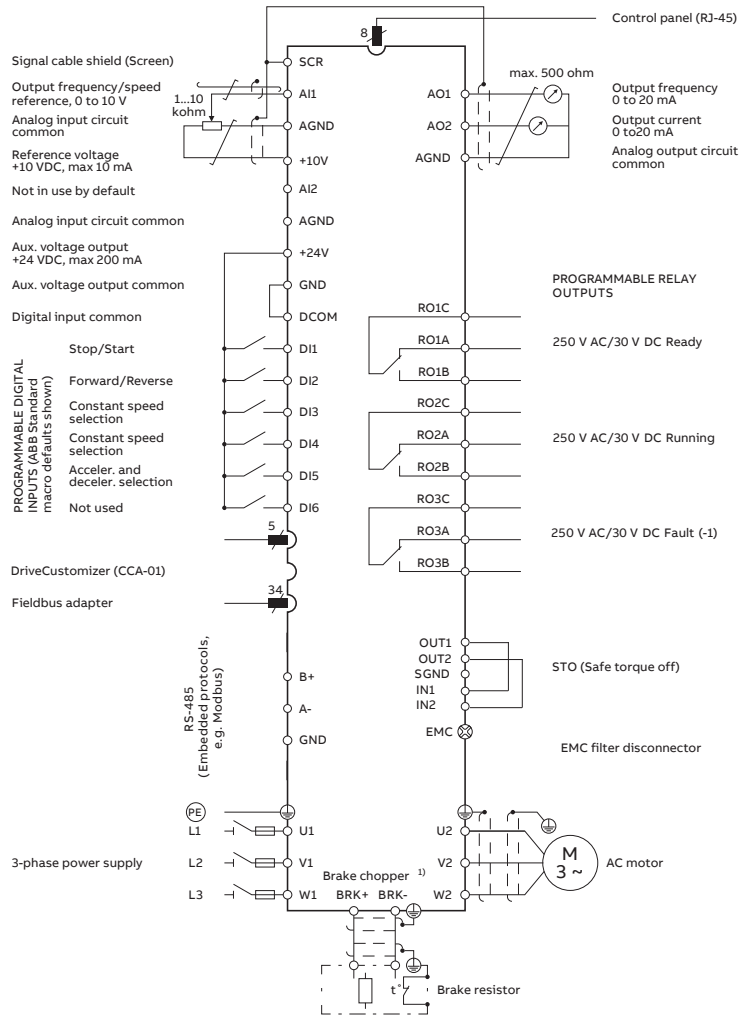 8
Control panel (RJ-45)
Signal cable shield (Screen)
SCR
Output frequency/speed
reference, 0 to 10 V
1...10
kohm
AI1
Analog input circuit
common
AGND
Reference voltage
+10 VDC, max 10 mA
+10V
Not in use by default
AI2
Analog input circuit common
AGND
Aux. voltage output
+24 VDC, max 200 mA
+24V
Aux. voltage output common
GND
Digital input common
DCOM
PROGRAMMABLE DIGITAL
INPUTS (ABB Standard
macro defaults shown)
Stop/Start
DI1
Forward/Reverse
DI2
Constant speed
selection
DI3
Constant speed
selection
DI4
Acceler. and
deceler. selection
DI5
Not used
DI6
5
DriveCustomizer (CCA-01)
34
Fieldbus adapter
RS-485
(Embedded protocols,
e.g. Modbus)
B+
A-
GND
PE
L1
U1
3-phase power supply
L2
V1
L3
W1
max. 500 ohm
AO1
Output frequency
0 to 20 mA
AO2
Output current
0 to20 mA
AGND
Analog output circuit
common
PROGRAMMABLE RELAY
OUTPUTS
RO1C
RO1A
250 V AC/30 V DC Ready
RO1B
RO2C
RO2A
250 V AC/30 V DC Running
RO2B
RO3C
RO3A
250 V AC/30 V DC Fault (-1)
RO3B
OUT1
OUT2
SGND
IN1
IN2
STO (Safe torque off)
EMC
EMC filter disconnector
U2
V2
W2
M
3 ~
AC motor
Brake chopper 1)
BRK+ BRK-
t°
Brake resistor